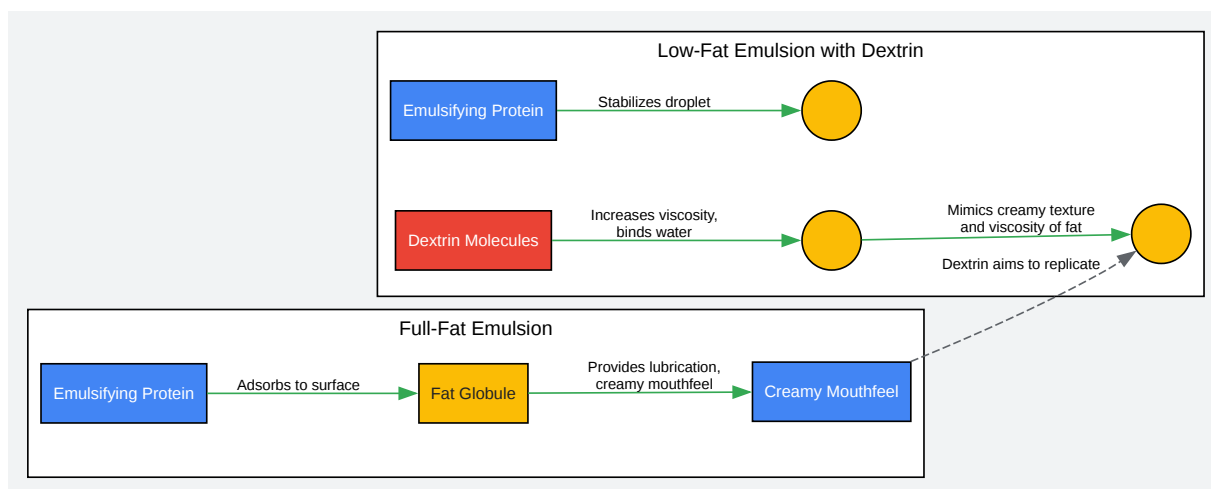 Low-Fat Emulsion with Dextrin
Emulsifying Protein
Stabilizes droplet
Dextrin Molecules
Increases viscosity,
binds water
Mimics creamy texture
and viscosity of fat
Dextrin aims to replicate
Full-Fat Emulsion
Emulsifying Protein
Adsorbs to surface
Fat Globule
Provides lubrication,
creamy mouthfeel
Creamy Mouthfeel